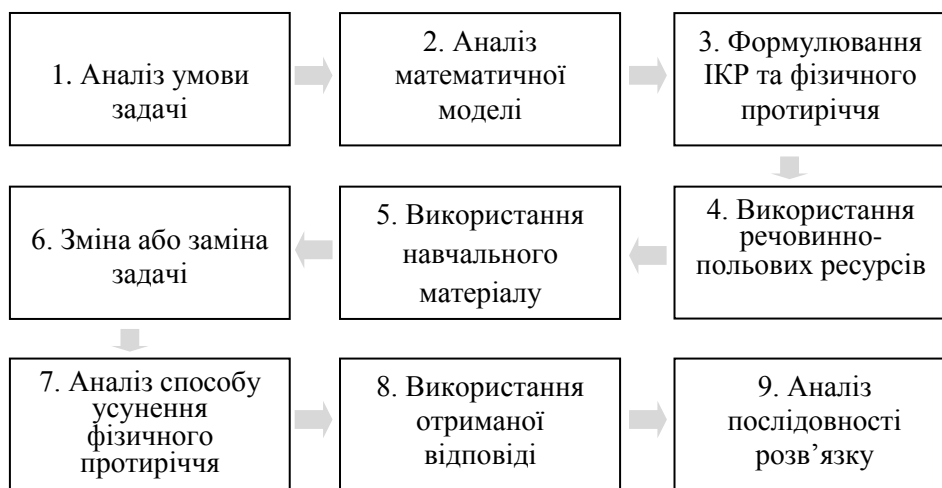 1. Аналіз умови
задачі
2. Аналіз
математичної
моделі
3. Формулювання
ІКР та фізичного
протиріччя
4. Використання
речовинно-
польових ресурсів
5. Використання
навчального
матеріалу
6. Зміна або заміна
задачі
7. Аналіз способу
усунення
фізичного
протиріччя
8. Використання
отриманої
відповіді
9. Аналіз
послідовності
розв’язку